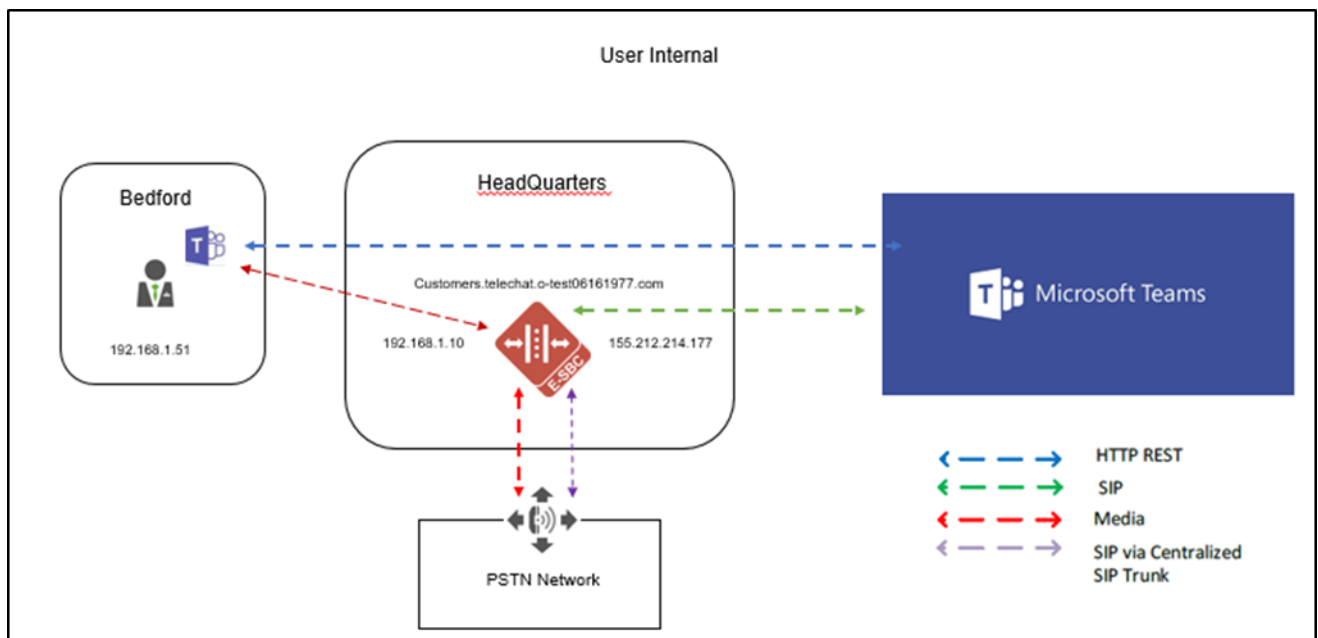 User Internal
Bedford
HeadQuarters
T
Customers.telechat.o-test06161977.com
192.168.1.51
192.168.1.10
155.212.214.177
E-SBC
T
Microsoft Teams
PSTN Network
HTTP REST
SIP
Media
SIP via Centralized
SIP Trunk